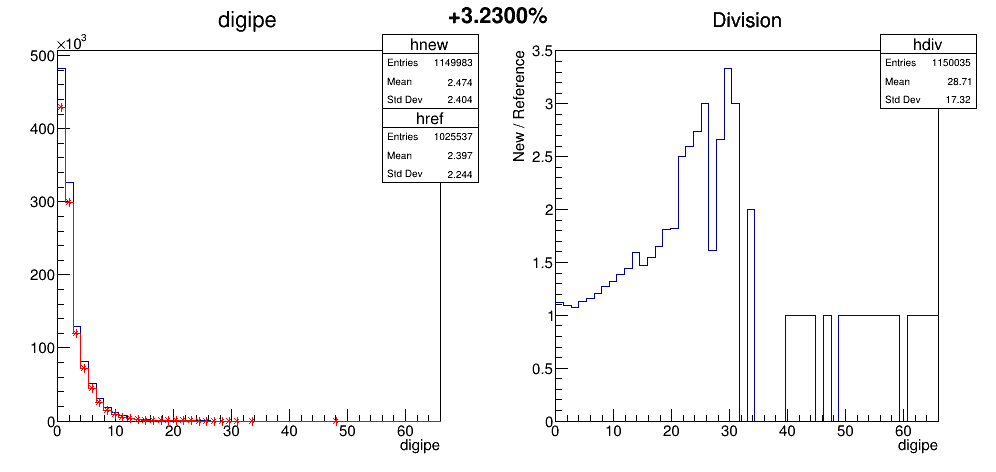 +3.2300%
digipe
×10³
hnew
Entries 1149983
Mean 2.474
Std Dev 2.404
href
Entries 1025537
Mean 2.397
Std Dev 2.244
500
400
300
200
100
0
0 10 20 30 40 50 60
digipe
Division
hdiv
Entries 1150035
Mean 28.71
Std Dev 17.32
New / Reference
3.5
3
2.5
2
1.5
1
0.5
0
0 10 20 30 40 50 60
digipe